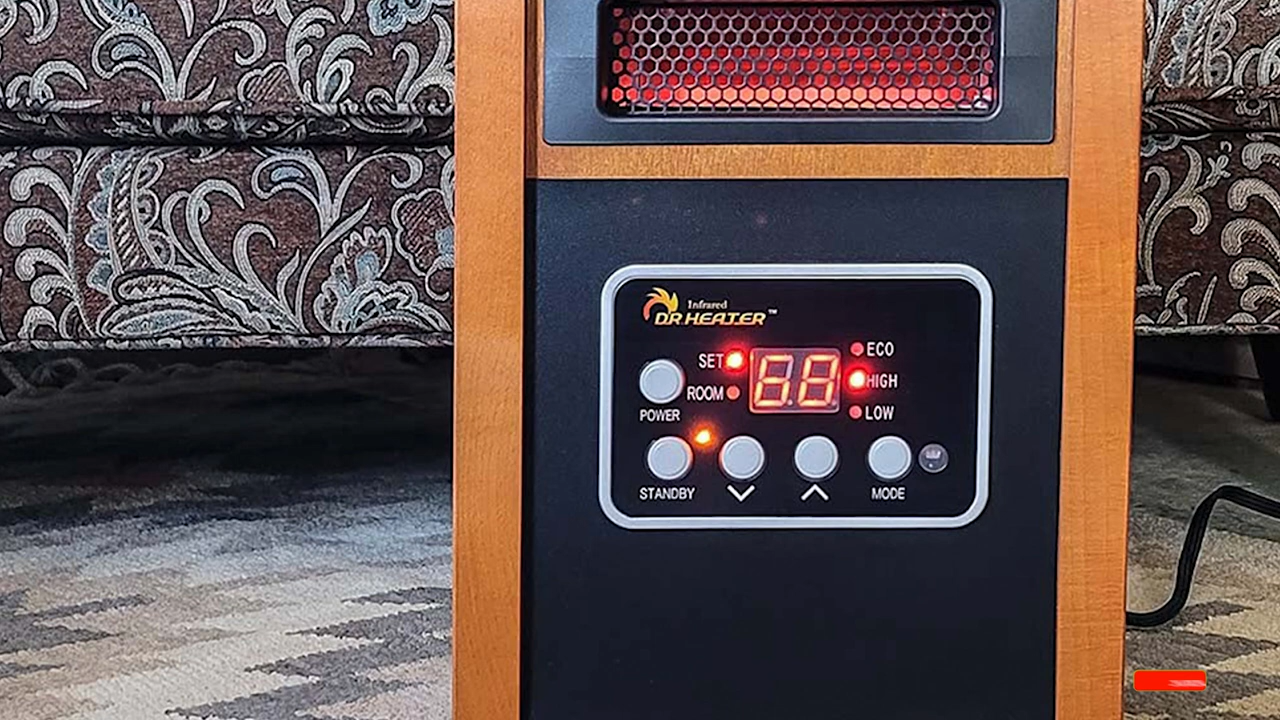 Infrared
DR. HEATER™
SET 68 ECO
ROOM HIGH
POWER LOW
STANDBY MODE